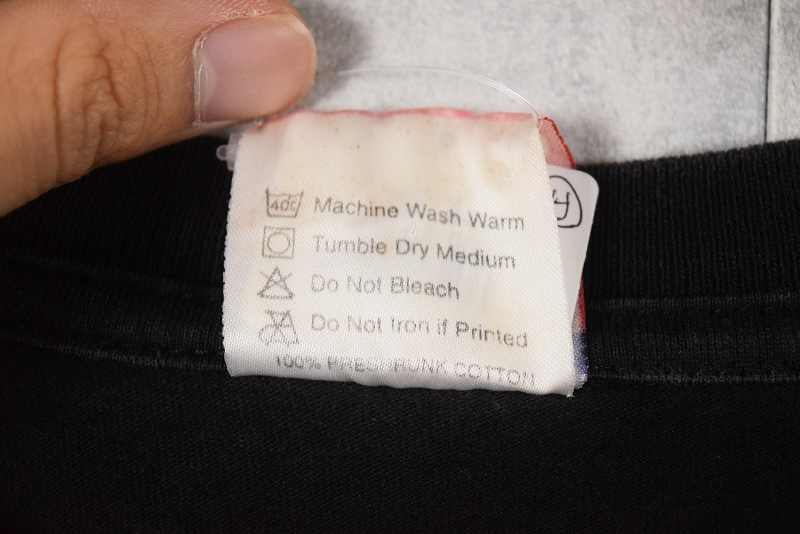 40C Machine Wash Warm
Tumble Dry Medium
Do Not Bleach
Do Not Iron if Printed
100% PRESHRUNK COTTON